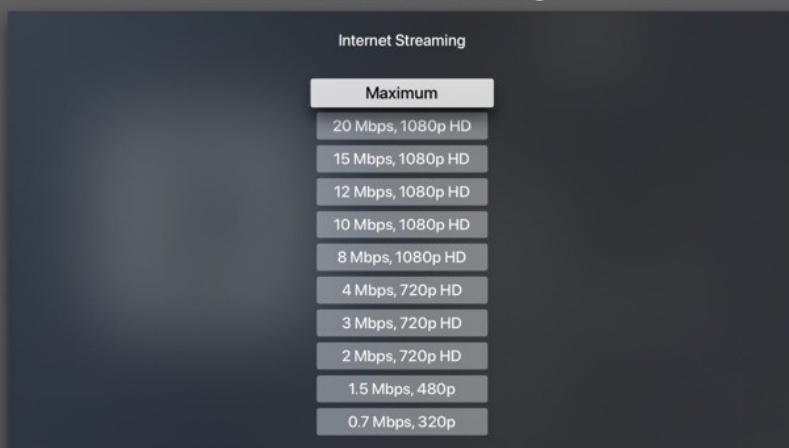 Internet Streaming
Maximum
20 Mbps, 1080p HD
15 Mbps, 1080p HD
12 Mbps, 1080p HD
10 Mbps, 1080p HD
8 Mbps, 1080p HD
4 Mbps, 720p HD
3 Mbps, 720p HD
2 Mbps, 720p HD
1.5 Mbps, 480p
0.7 Mbps, 320p